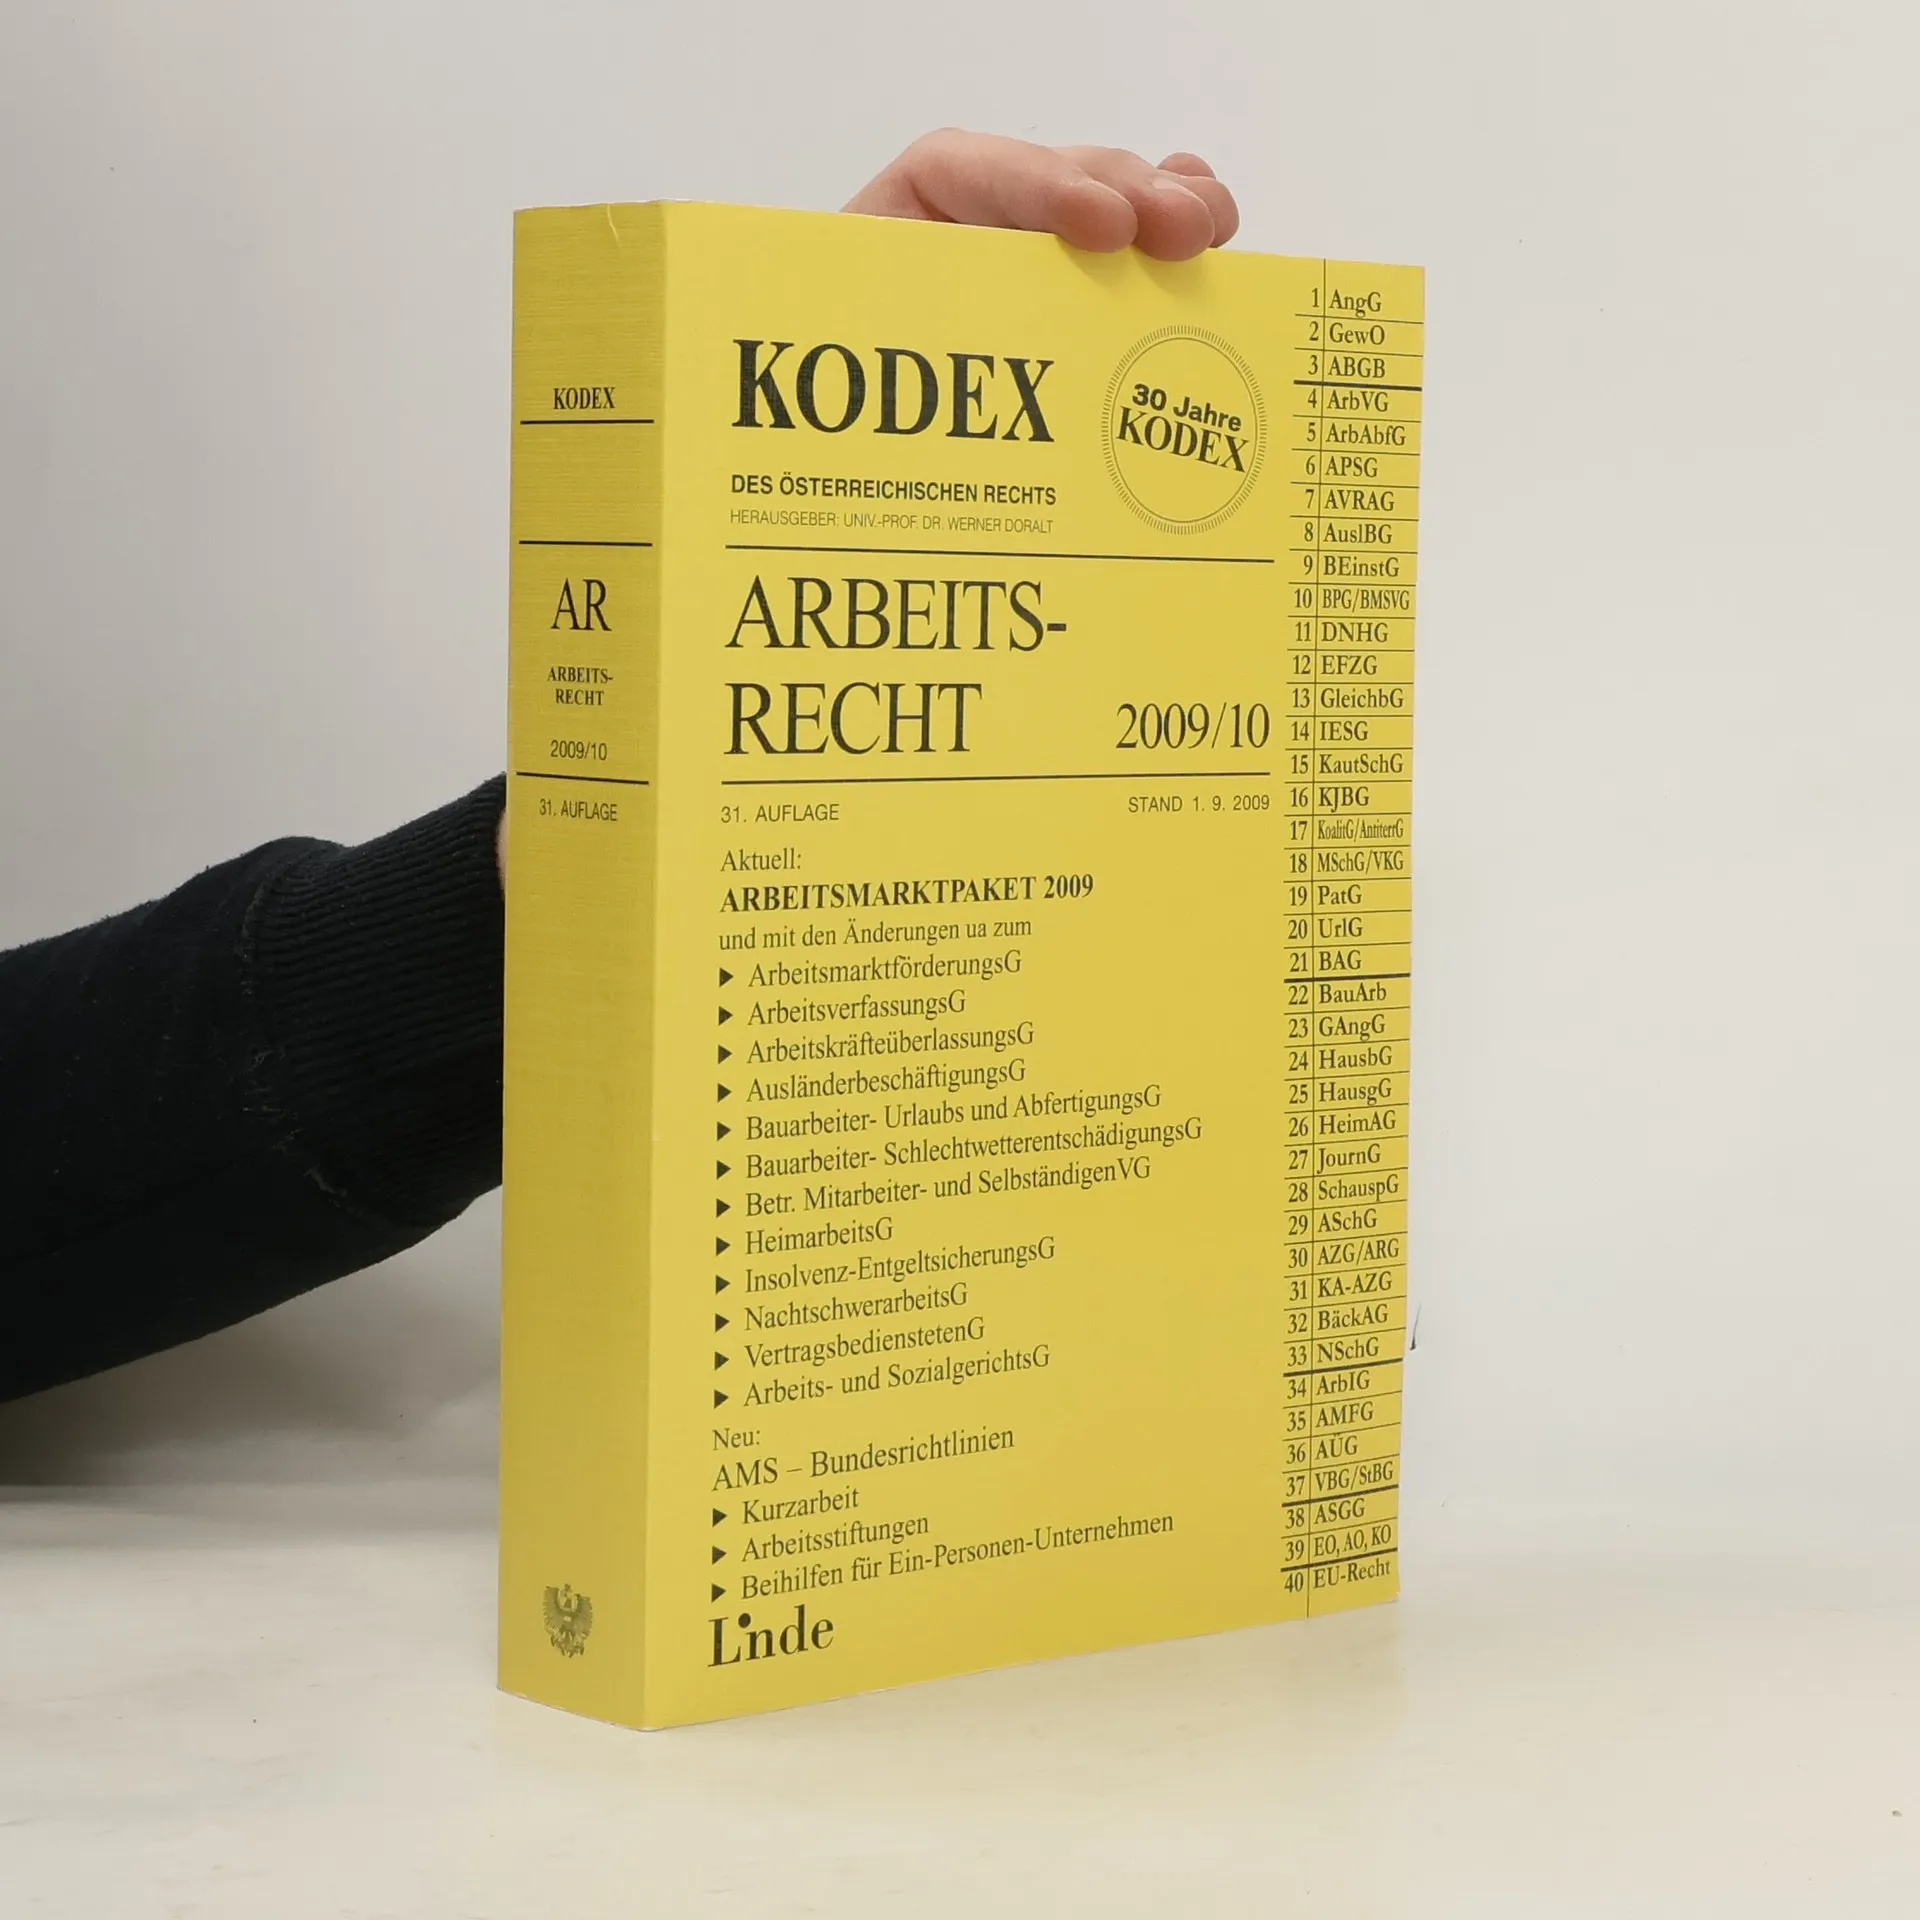 KODEX
AR
ARBEITS-
RECHT
2009/10
31. AUFLAGE
KODEX
30 Jahre
KODEX
DES ÖSTERREICHISCHEN RECHTS
HERAUSGEBER: UNIV.-PROF. DR. WERNER DORALT
ARBEITS-
RECHT
2009/10
31. AUFLAGE
STAND 1. 9. 2009
Aktuell:
ARBEITSMARKTPAKET 2009
und mit den Änderungen ua zum
▶ ArbeitsmarktförderungsG
▶ ArbeitsverfassungsG
▶ ArbeitskräfteüberlassungsG
▶ AusländerbeschäftigungsG
▶ Bauarbeiter- Urlaubs und AbfertigungsG
▶ Bauarbeiter- SchlechtwetterentschädigungsG
▶ Betr. Mitarbeiter- und SelbständigenVG
▶ HeimarbeitsG
▶ Insolvenz-EntgeltsicherungsG
▶ NachtschwerarbeitsG
▶ VertragsbedienstetenG
▶ Arbeits- und SozialgerichtsG
Neu:
AMS – Bundesrichtlinien
▶ Kurzarbeit
▶ Arbeitsstiftungen
▶ Beihilfen für Ein-Personen-Unternehmen
Linde
1 AngG
2 GewO
3 ABGB
4 ArbVG
5 ArbAbfG
6 APSG
7 AVRAG
8 AuslBG
9 BEinstG
10 BPG/BMSVG
11 DNHG
12 EFZG
13 GleichbG
14 IESG
15 KautSchG
16 KJBG
17 KoalitG/AntiterrG
18 MSchG/VKG
19 PatG
20 UrlG
21 BAG
22 BauArb
23 GAngG
24 HausbG
25 HausgG
26 HeimAG
27 JournG
28 SchauspG
29 ASchG
30 AZG/ARG
31 KA-AZG
32 BäckAG
33 NSchG
34 ArbIG
35 AMFG
36 AÜG
37 VBG/StBG
38 ASGG
39 EO, AO, KO
40 EU-Recht